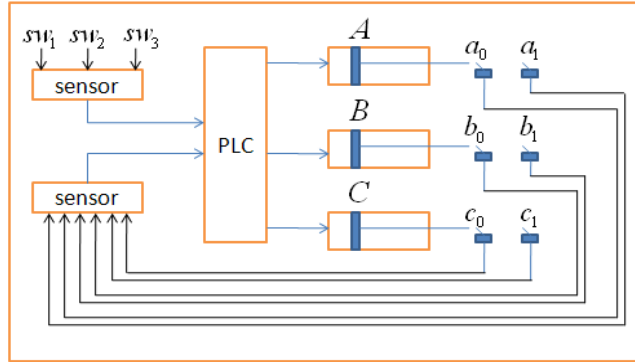 sw₁ sw₂ sw₃
sensor
sensor
PLC
A
a₀ a₁
B
b₀ b₁
C
c₀ c₁